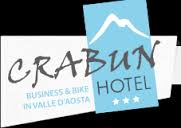 CRABUN
HOTEL
BUSINESS & BIKE
IN VALLE D'AOSTA
★★★